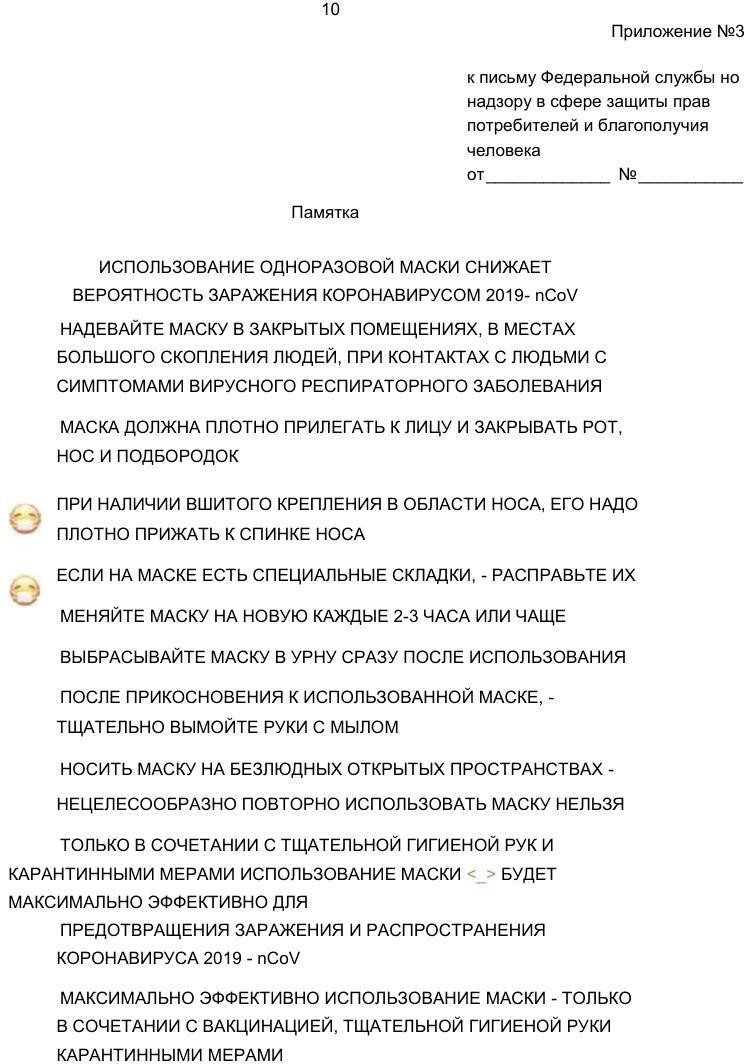 10
Приложение №3
к письму Федеральной службы но
надзору в сфере защиты прав
потребителей и благополучия
человека
от_____________ №___________
Памятка
ИСПОЛЬЗОВАНИЕ ОДНОРАЗОВОЙ МАСКИ СНИЖАЕТ
ВЕРОЯТНОСТЬ ЗАРАЖЕНИЯ КОРОНАВИРУСОМ 2019- nCoV
НАДЕВАЙТЕ МАСКУ В ЗАКРЫТЫХ ПОМЕЩЕНИЯХ, В МЕСТАХ
БОЛЬШОГО СКОПЛЕНИЯ ЛЮДЕЙ, ПРИ КОНТАКТАХ С ЛЮДЬМИ С
СИМПТОМАМИ ВИРУСНОГО РЕСПИРАТОРНОГО ЗАБОЛЕВАНИЯ
МАСКА ДОЛЖНА ПЛОТНО ПРИЛЕГАТЬ К ЛИЦУ И ЗАКРЫВАТЬ РОТ,
НОС И ПОДБОРОДОК
ПРИ НАЛИЧИИ ВШИТОГО КРЕПЛЕНИЯ В ОБЛАСТИ НОСА, ЕГО НАДО
ПЛОТНО ПРИЖАТЬ К СПИНКЕ НОСА
ЕСЛИ НА МАСКЕ ЕСТЬ СПЕЦИАЛЬНЫЕ СКЛАДКИ, - РАСПРАВЬТЕ ИХ
МЕНЯЙТЕ МАСКУ НА НОВУЮ КАЖДЫЕ 2-3 ЧАСА ИЛИ ЧАЩЕ
ВЫБРАСЫВАЙТЕ МАСКУ В УРНУ СРАЗУ ПОСЛЕ ИСПОЛЬЗОВАНИЯ
ПОСЛЕ ПРИКОСНОВЕНИЯ К ИСПОЛЬЗОВАННОЙ МАСКЕ, -
ТЩАТЕЛЬНО ВЫМОЙТЕ РУКИ С МЫЛОМ
НОСИТЬ МАСКУ НА БЕЗЛЮДНЫХ ОТКРЫТЫХ ПРОСТРАНСТВАХ -
НЕЦЕЛЕСООБРАЗНО ПОВТОРНО ИСПОЛЬЗОВАТЬ МАСКУ НЕЛЬЗЯ
ТОЛЬКО В СОЧЕТАНИИ С ТЩАТЕЛЬНОЙ ГИГИЕНОЙ РУК И
КАРАНТИННЫМИ МЕРАМИ ИСПОЛЬЗОВАНИЕ МАСКИ <_> БУДЕТ
МАКСИМАЛЬНО ЭФФЕКТИВНО ДЛЯ
ПРЕДОТВРАЩЕНИЯ ЗАРАЖЕНИЯ И РАСПРОСТРАНЕНИЯ
КОРОНАВИРУСА 2019 - nCoV
МАКСИМАЛЬНО ЭФФЕКТИВНО ИСПОЛЬЗОВАНИЕ МАСКИ - ТОЛЬКО
В СОЧЕТАНИИ С ВАКЦИНАЦИЕЙ, ТЩАТЕЛЬНОЙ ГИГИЕНОЙ РУКИ
КАРАНТИННЫМИ МЕРАМИ